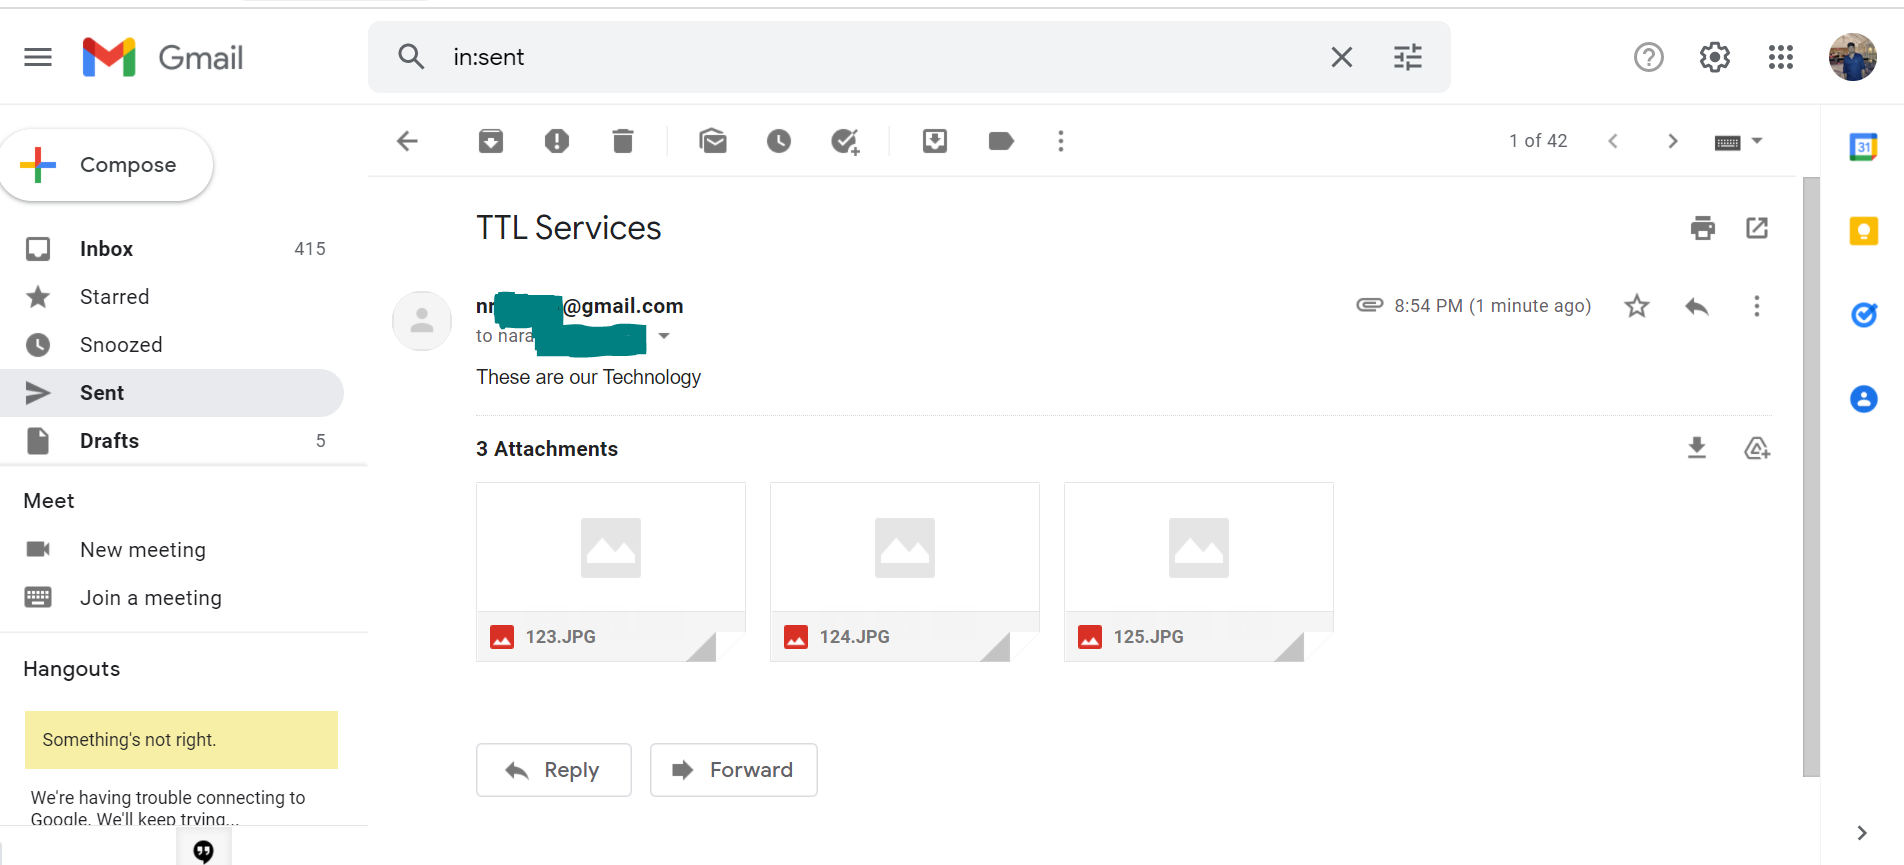 Gmail
in:sent
Compose
1 of 42
31
Inbox 415
Starred
Snoozed
Sent
Drafts 5
Meet
New meeting
Join a meeting
Hangouts
Something's not right.
We're having trouble connecting to
Google. We'll keep trying...
TTL Services
nr @gmail.com
8:54 PM (1 minute ago)
to nara
These are our Technology
3 Attachments
123.JPG
124.JPG
125.JPG
Reply
Forward